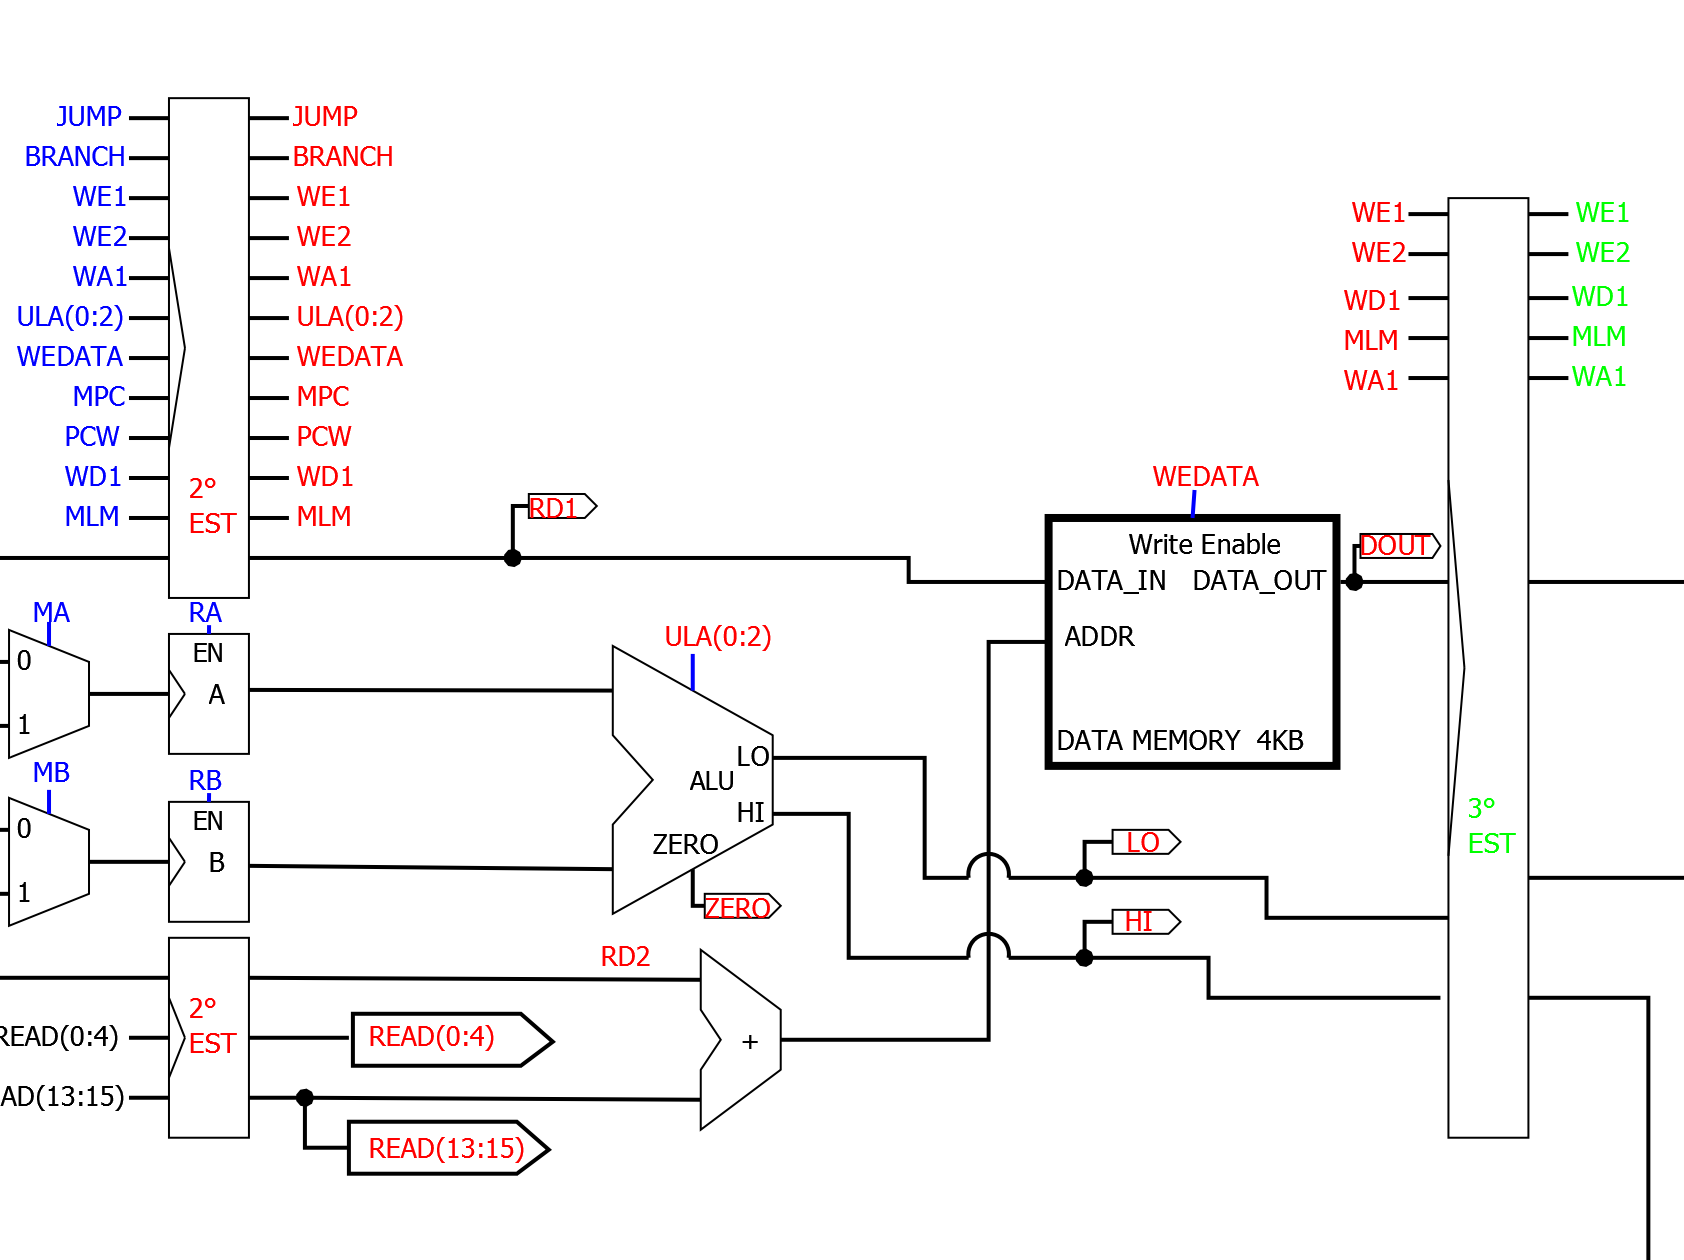 JUMP
BRANCH
WE1
WE2
WA1
ULA(0:2)
WEDATA
MPC
PCW
WD1
MLM
2°
EST
JUMP
BRANCH
WE1
WE2
WA1
ULA(0:2)
WEDATA
MPC
PCW
WD1
MLM
RD1
MA
0
1
RA
EN
A
MB
0
1
RB
EN
B
ULA(0:2)
LO
ALU
HI
ZERO
ZERO
RD2
2°
EST
READ(0:4)
AD(13:15)
READ(0:4)
READ(13:15)
+
WEDATA
Write Enable
DATA_IN DATA_OUT
ADDR
DATA MEMORY 4KB
DOUT
LO
HI
WE1
WE2
WD1
MLM
WA1
3°
EST
WE1
WE2
WD1
MLM
WA1